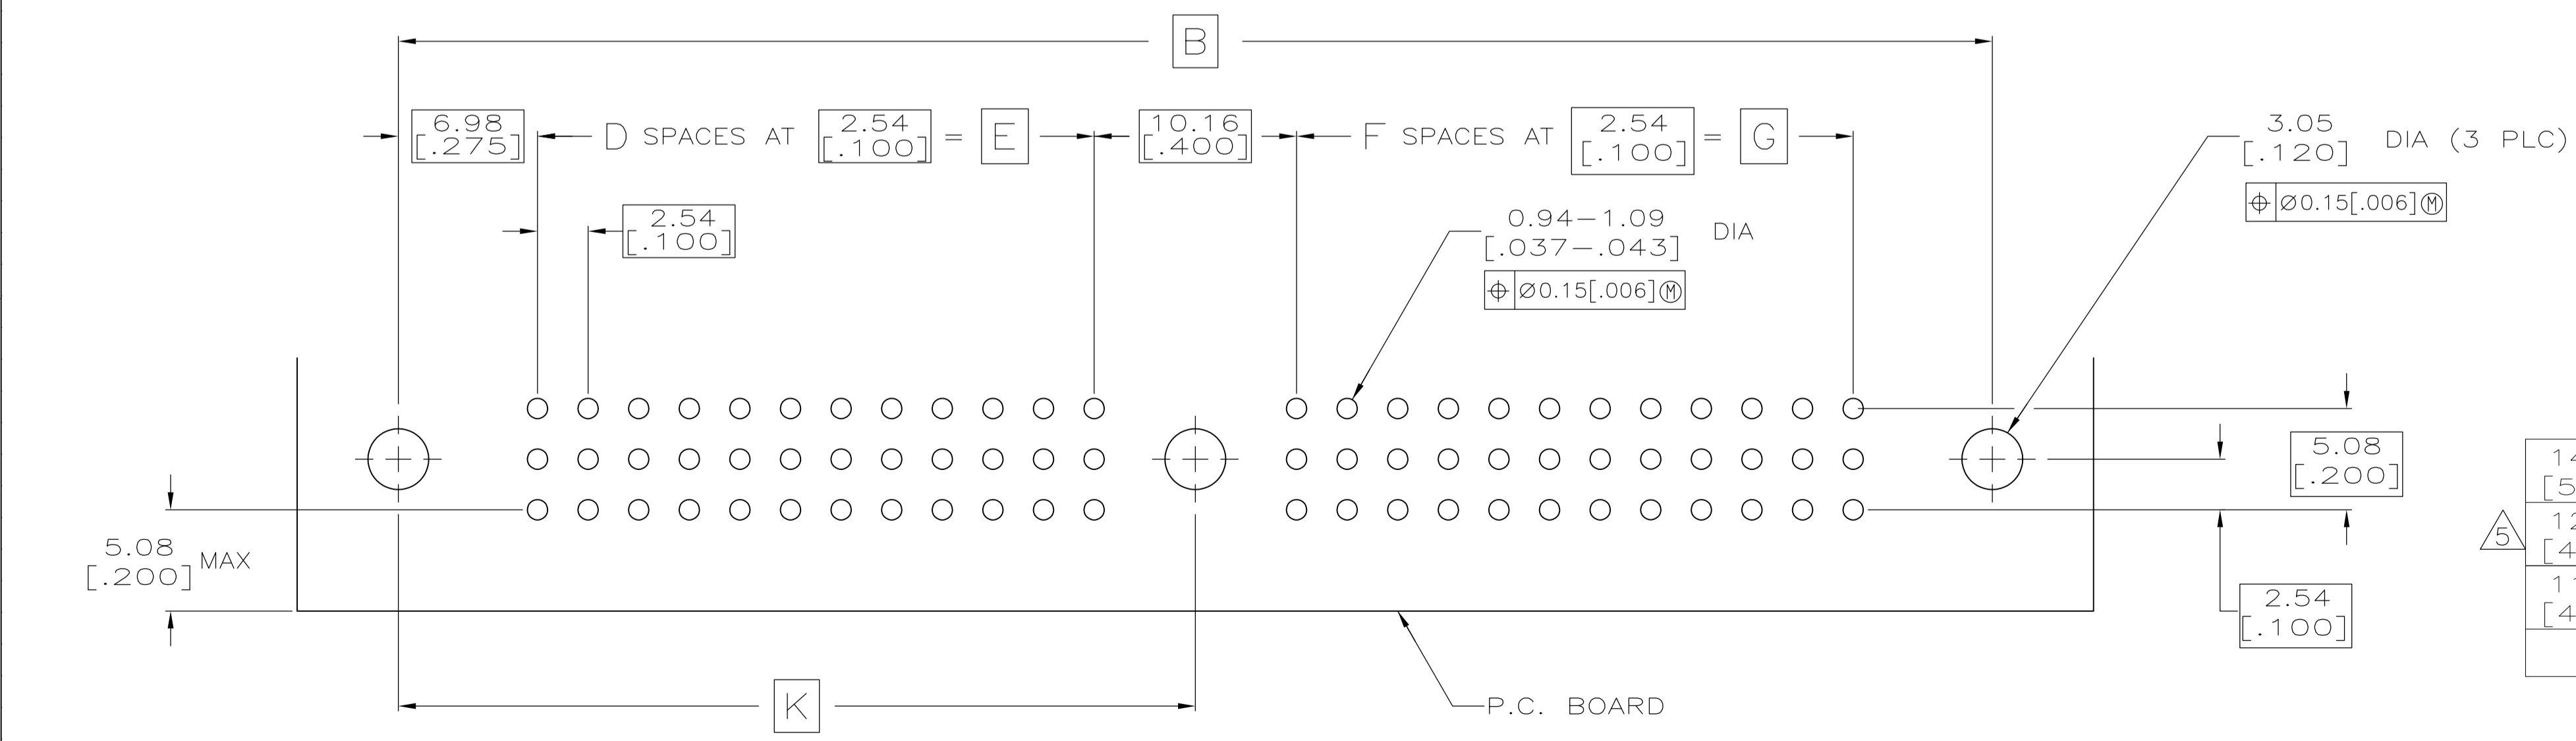 B
6.98
[.275]
D SPACES AT 2.54 [.100] = E
10.16
[.400]
F SPACES AT 2.54 [.100] = G
3.05
[.120] DIA (3 PLC)
⌖ ⌀0.15[.006]Ⓜ
2.54
[.100]
0.94–1.09
[.037–.043] DIA
⌖ ⌀0.15[.006]Ⓜ
5.08
[.200]
5.08
[.200] MAX
2.54
[.100]
K
P.C. BOARD
5